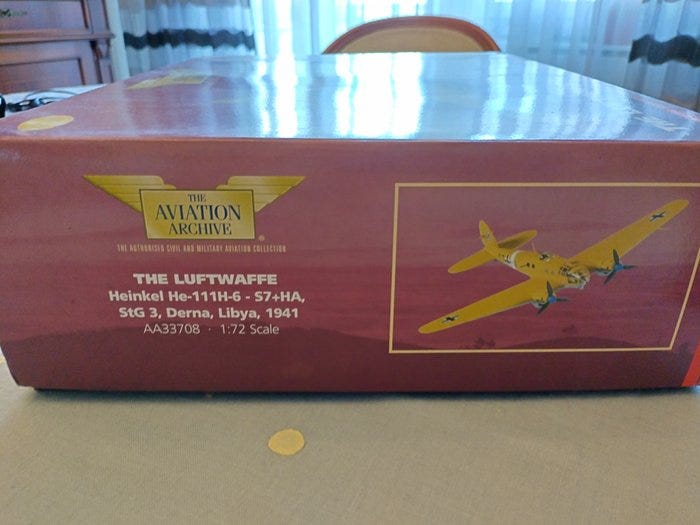 THE
AVIATION
ARCHIVE
THE AUTHORISED CIVIL AND MILITARY AVIATION COLLECTION
THE LUFTWAFFE
Heinkel He-111H-6 - S7+HA,
StG 3, Derna, Libya, 1941
AA33708 · 1:72 Scale